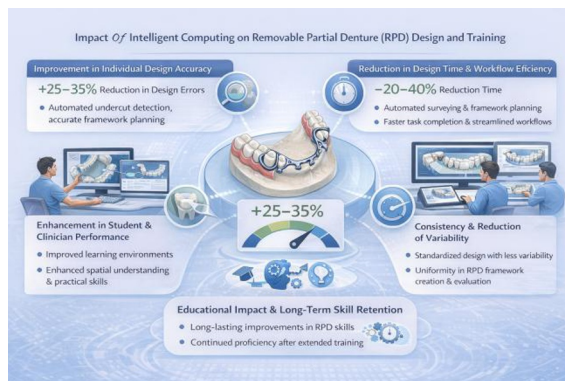 Impact Of Intelligent Computing on Removable Partial Denture (RPD) Design and Training
Improvement in Individual Design Accuracy
+25–35% Reduction in Design Errors
• Automated undercut detection,
accurate framework planning
Reduction in Design Time & Workflow Eficiency
–20–40% Reduction Time
• Automated surveying & framework planning
• Faster task completion & streamlined workflows
+25–35%
Enhancement in Student &
Clinician Performance
• Improved learning environments
• Enhanced spatial understanding
& practical skills
Consistency & Reduction
of Variability
• Standardized design with less variability
• Uniformity in RPD framework
creation & evaluation
Educational Impact & Long-Term Skill Retention
• Long-lasting improvements in RPD skills
• Continued proficiency after extended training